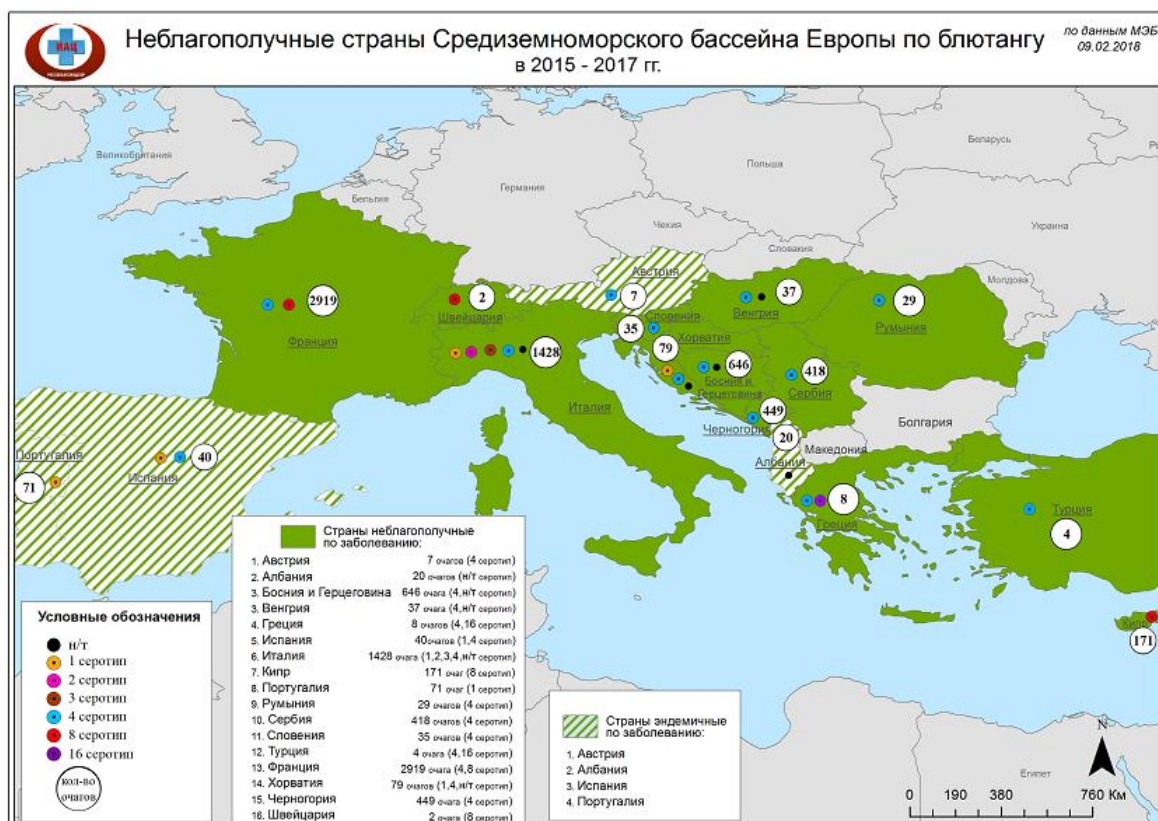 ИАЦ
Неблагополучные страны Средиземноморского бассейна Европы по блютангу
в 2015 - 2017 гг.
по данным МЭБ
09.02.2018
Великобритания
Бельгия
Германия
Польша
Беларусь
Чехия
Украина
Словакия
Молдова
Австрия
7
2919
Франция
2
Швейцария
37
Венгрия
29
Румыния
35
Словения
Хорватия
79
1428
Италия
646
Босния и
Герцеговина
418
Сербия
449
Черногория
20
Македония
Албания
Болгария
8
Греция
Турция
4
Кипр
171
Португалия
71
Испания
40
Египет
Страны неблагополучные
по заболеванию:
1. Австрия 7 очагов (4 серотип)
2. Албания 20 очагов (н/т серотип)
3. Босния и Герцеговина 646 очага (4,н/т серотип)
3. Венгрия 37 очага (4,н/т серотип)
4. Греция 8 очагов (4,16 серотип)
5. Испания 40очагов (1,4 серотип)
6. Италия 1428 очага (1,2,3,4,н/т серотип)
7. Кипр 171 очаг (8 серотип)
8. Португалия 71 очаг (1 серотип)
9. Румыния 29 очагов (4 серотип)
10. Сербия 418 очагов (4 серотип)
11. Словения 35 очагов (4 серотип)
12. Турция 4 очага (4,16 серотип)
13. Франция 2919 очага (4,8 серотип)
14. Хорватия 79 очагов (1,4,н/т серотип)
15. Черногория 449 очага (4 серотип)
16. Швейцария 2 очага (8 серотип)
Условные обозначения
н/т
1 серотип
2 серотип
3 серотип
4 серотип
8 серотип
16 серотип
кол-во
очагов
Страны эндемичные
по заболеванию:
1. Австрия
2. Албания
3. Испания
4. Португалия
N
0 190 380 760 Км